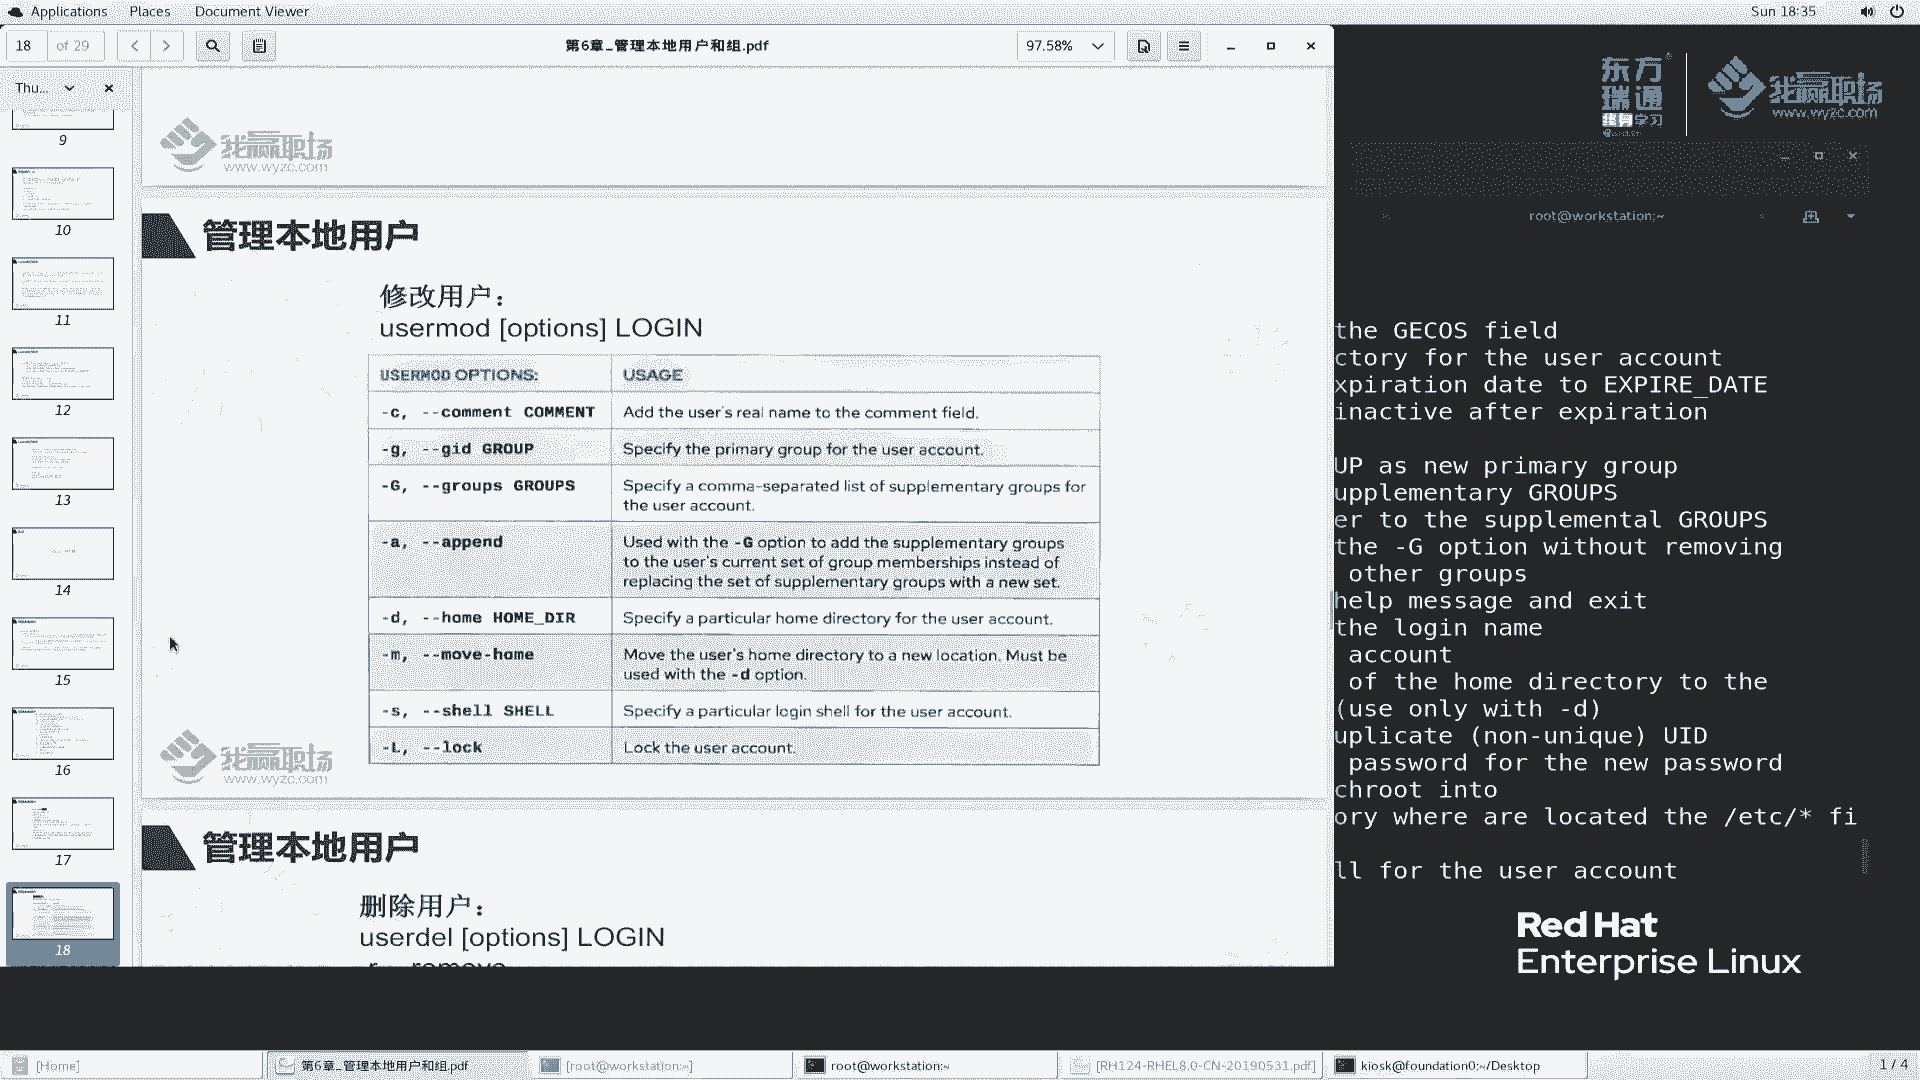 Applications Places Document Viewer Sun 18:35
18 of 29 第6章_管理本地用户和组.pdf 97.58%
Thu...
9
10
11
12
13
14
15
16
17
18
我赢职场
www.wyzc.com
管理本地用户
修改用户：
usermod [options] LOGIN
USERMOD OPTIONS: USAGE
-c, --comment COMMENT Add the user's real name to the comment field.
-g, --gid GROUP Specify the primary group for the user account.
-G, --groups GROUPS Specify a comma-separated list of supplementary groups for
the user account.
-a, --append Used with the -G option to add the supplementary groups
to the user's current set of group memberships instead of
replacing the set of supplementary groups with a new set.
-d, --home HOME_DIR Specify a particular home directory for the user account.
-m, --move-home Move the user's home directory to a new location. Must be
used with the -d option.
-s, --shell SHELL Specify a particular login shell for the user account.
-L, --lock Lock the user account.
我赢职场
www.wyzc.com
管理本地用户
删除用户：
userdel [options] LOGIN
东方
瑞通
终身学习
我赢职场
www.wyzc.com
root@workstation:~
the GECOS field
ctory for the user account
xpiration date to EXPIRE_DATE
inactive after expiration
UP as new primary group
upplementary GROUPS
er to the supplemental GROUPS
the -G option without removing
other groups
help message and exit
the login name
account
of the home directory to the
(use only with -d)
uplicate (non-unique) UID
password for the new password
chroot into
ory where are located the /etc/* fi
ll for the user account
Red Hat
Enterprise Linux
[Home] 第6章_管理本地用户和组.pdf [root@workstation:~] root@workstation:~ [RH124-RHEL8.0-CN-20190531.pdf] kiosk@foundation0:~/Desktop 1 / 4